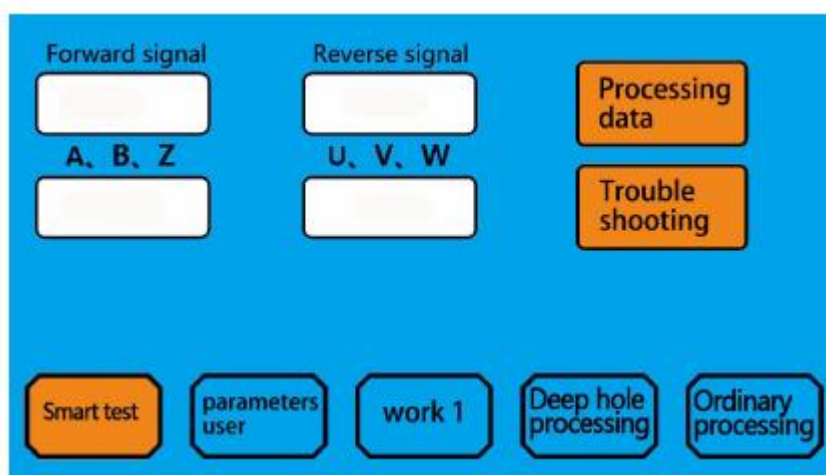 Forward signal
Reverse signal
Processing
data
A、B、Z
U、V、W
Trouble
shooting
Smart test
parameters
user
work 1
Deep hole
processing
Ordinary
processing